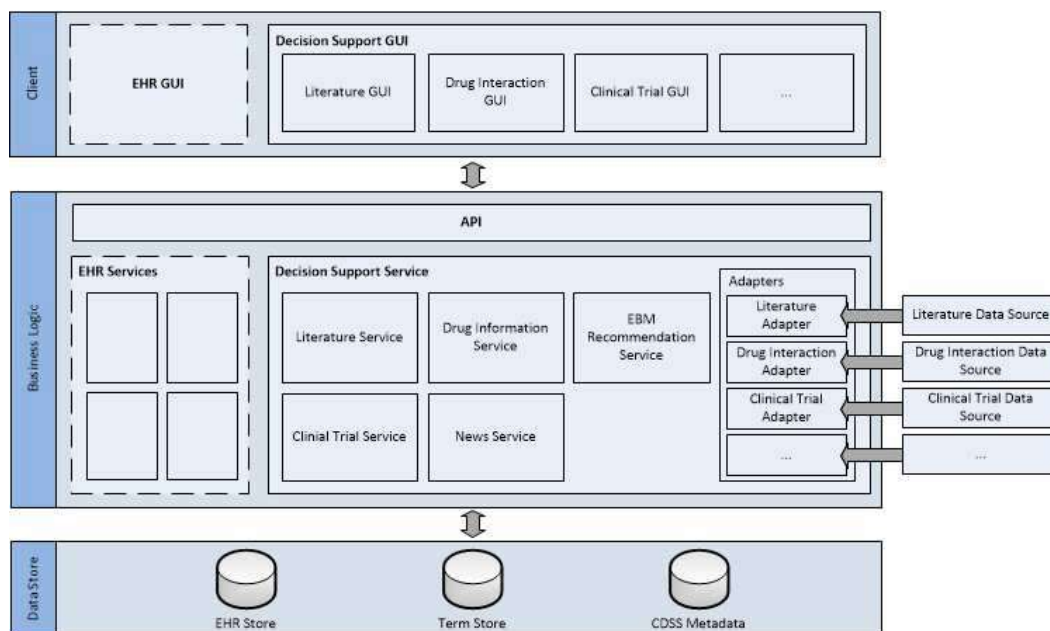 Client
EHR GUI
Decision Support GUI
Literature GUI
Drug Interaction
GUI
Clinical Trial GUI
...
Business Logic
API
EHR Services
Decision Support Service
Literature Service
Drug Information
Service
EBM
Recommendation
Service
Clinial Trial Service
News Service
Adapters
Literature
Adapter
Drug Interaction
Adapter
Clinical Trial
Adapter
...
Literature Data Source
Drug Interaction Data
Source
Clinical Trial Data
Source
...
Data Store
EHR Store
Term Store
CDSS Metadata